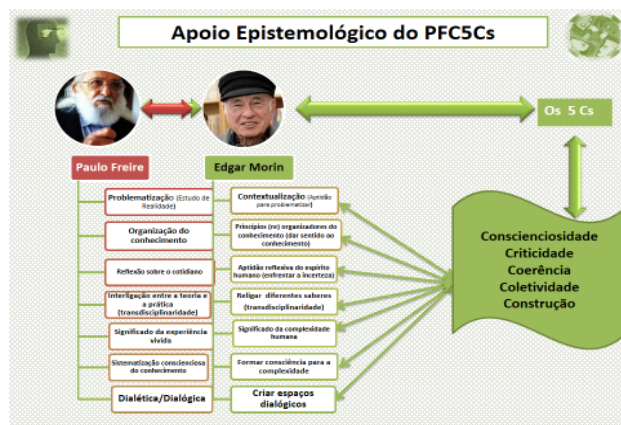 Apoio Epistemológico do PFC5Cs
Os 5 Cs
Paulo Freire
Edgar Morin
Problematização (Estudo de
Realidade)
Contextualização (Aptidão
para problematizar)
Organização do
conhecimento
Princípios (re) organizadores do
conhecimento (dar sentido ao
conhecimento)
Reflexão sobre o cotidiano
Aptidão reflexiva do espírito
humano (enfrentar a incerteza)
Interligação entre a teoria e
a prática
(transdisciplinaridade)
Religar diferentes saberes
(transdisciplinaridade)
Significado da experiência
vivida
Significado da complexidade
humana
Sistematização conscienciosa
do conhecimento
Formar consciência para a
complexidade
Dialética/Dialógica
Criar espaços
dialógicos
Conscienciosidade
Criticidade
Coerência
Coletividade
Construção